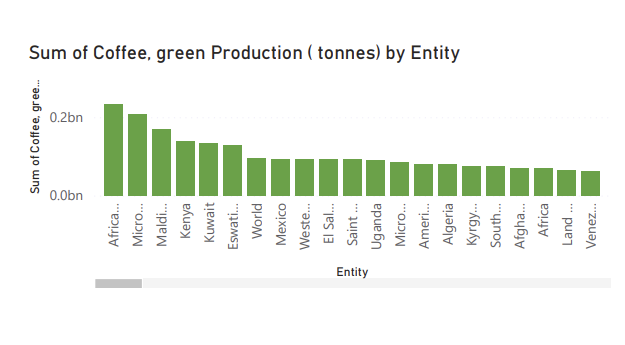 Sum of Coffee, green Production ( tonnes) by Entity
Sum of Coffee, gree...
0.2bn
0.0bn
Africa...
Micro...
Maldi...
Kenya
Kuwait
Eswati...
World
Mexico
Weste...
El Sal...
Saint ...
Uganda
Micro...
Ameri...
Algeria
Kyrgy...
South...
Afgha...
Africa
Land ...
Venez...
Entity